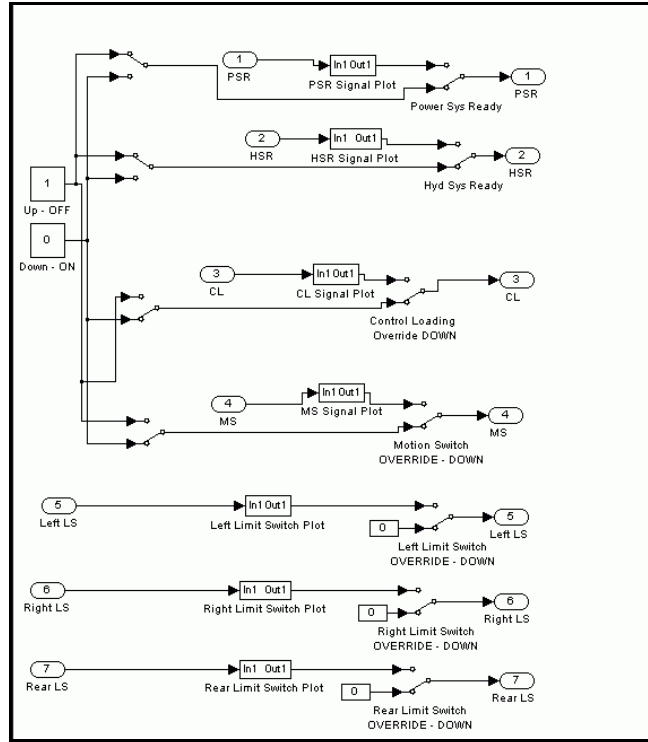 1
PSR
In1 Out1
PSR Signal Plot
Power Sys Ready
1
PSR
2
HSR
In1 Out1
HSR Signal Plot
Hyd Sys Ready
2
HSR
1
Up - OFF
0
Down - ON
3
CL
In1 Out1
CL Signal Plot
Control Loading
Override DOWN
3
CL
4
MS
In1 Out1
MS Signal Plot
Motion Switch
OVERRIDE - DOWN
4
MS
5
Left LS
In1 Out1
Left Limit Switch Plot
0
Left Limit Switch
OVERRIDE - DOWN
5
Left LS
6
Right LS
In1 Out1
Right Limit Switch Plot
0
Right Limit Switch
OVERRIDE - DOWN
6
Right LS
7
Rear LS
In1 Out1
Rear Limit Switch Plot
0
Rear Limit Switch
OVERRIDE - DOWN
7
Rear LS